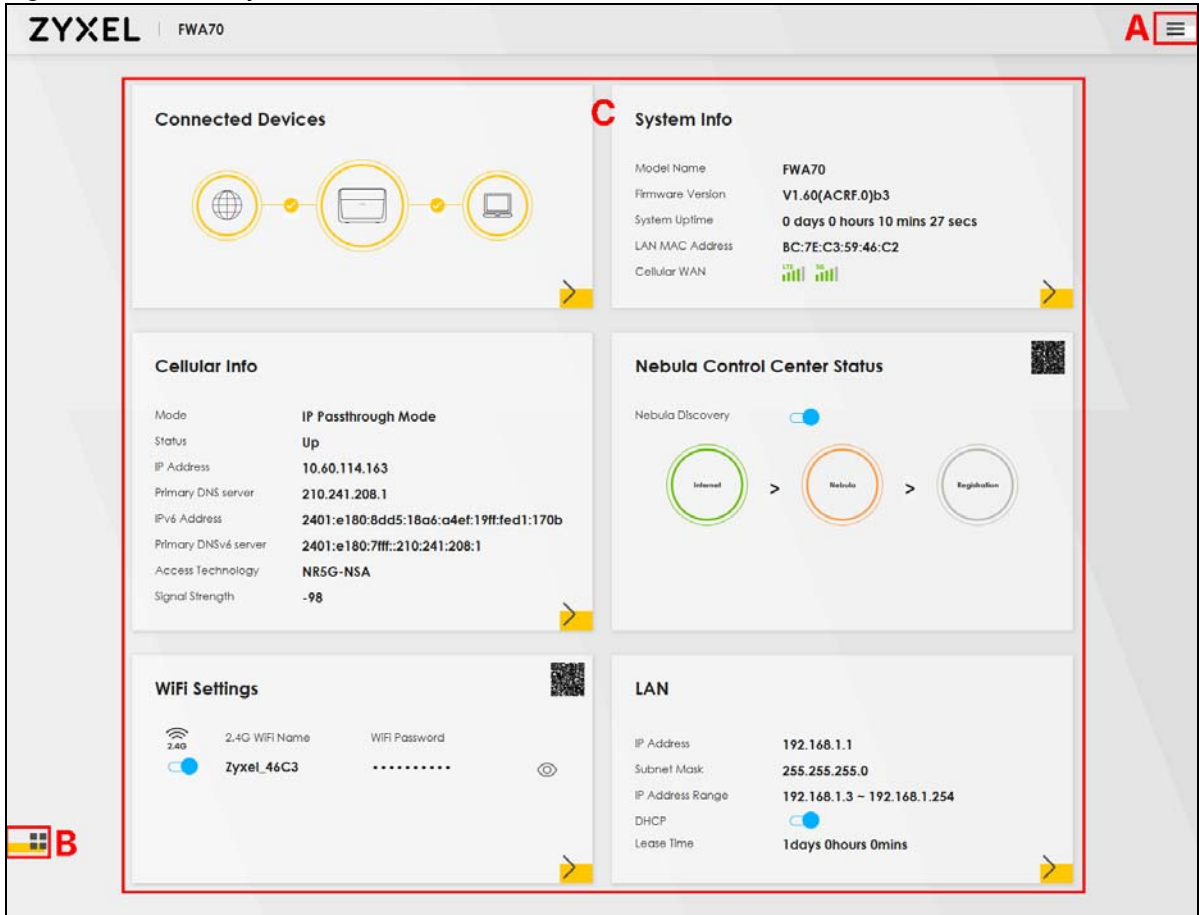 ZYXEL FWA70
A
C
Connected Devices
System Info
Model Name FWA70
Firmware Version V1.60(ACRF.0)b3
System Uptime 0 days 0 hours 10 mins 27 secs
LAN MAC Address BC:7E:C3:59:46:C2
Cellular WAN LTE 5G
Cellular Info
Mode IP Passthrough Mode
Status Up
IP Address 10.60.114.163
Primary DNS server 210.241.208.1
IPv6 Address 2401:e180:8dd5:18a6:a4ef:19ff:fed1:170b
Primary DNSv6 server 2401:e180:7fff::210:241:208:1
Access Technology NR5G-NSA
Signal Strength -98
Nebula Control Center Status
Nebula Discovery
Internet > Nebula > Registration
WiFi Settings
2.4G 2.4G WiFi Name WiFi Password
Zyxel_46C3 ••••••••••
LAN
IP Address 192.168.1.1
Subnet Mask 255.255.255.0
IP Address Range 192.168.1.3 ~ 192.168.1.254
DHCP
Lease Time 1days 0hours 0mins
B